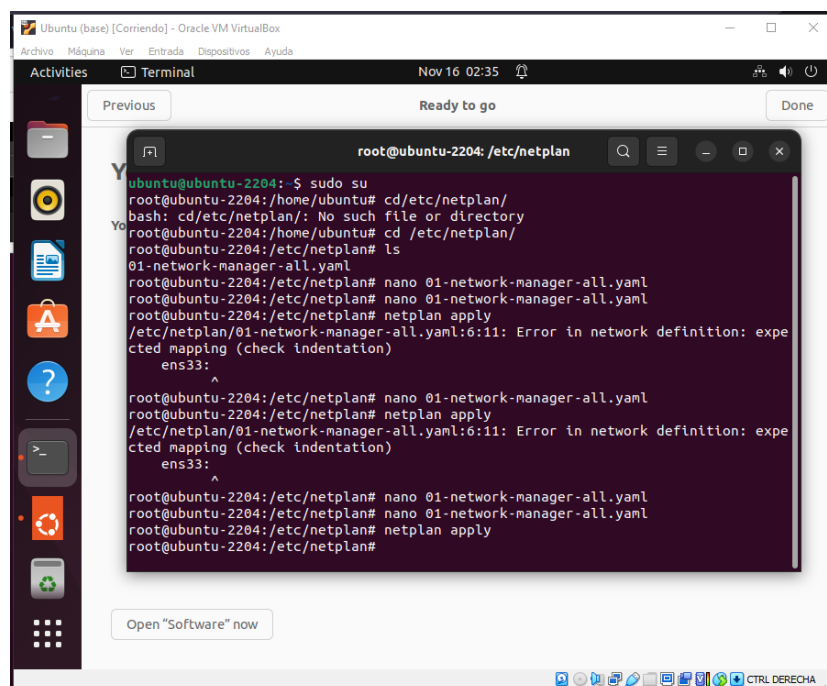 Ubuntu (base) [Corriendo] - Oracle VM VirtualBox
Archivo Máquina Ver Entrada Dispositivos Ayuda
Activities Terminal Nov 16 02:35
Previous Ready to go Done
root@ubuntu-2204: /etc/netplan
Y
Yo
ubuntu@ubuntu-2204:~$ sudo su
root@ubuntu-2204:/home/ubuntu# cd/etc/netplan/
bash: cd/etc/netplan/: No such file or directory
root@ubuntu-2204:/home/ubuntu# cd /etc/netplan/
root@ubuntu-2204:/etc/netplan# ls
01-network-manager-all.yaml
root@ubuntu-2204:/etc/netplan# nano 01-network-manager-all.yaml
root@ubuntu-2204:/etc/netplan# nano 01-network-manager-all.yaml
root@ubuntu-2204:/etc/netplan# netplan apply
/etc/netplan/01-network-manager-all.yaml:6:11: Error in network definition: expe
cted mapping (check indentation)
    ens33:
          ^
root@ubuntu-2204:/etc/netplan# nano 01-network-manager-all.yaml
root@ubuntu-2204:/etc/netplan# netplan apply
/etc/netplan/01-network-manager-all.yaml:6:11: Error in network definition: expe
cted mapping (check indentation)
    ens33:
          ^
root@ubuntu-2204:/etc/netplan# nano 01-network-manager-all.yaml
root@ubuntu-2204:/etc/netplan# nano 01-network-manager-all.yaml
root@ubuntu-2204:/etc/netplan# netplan apply
root@ubuntu-2204:/etc/netplan#
Open “Software” now
CTRL DERECHA